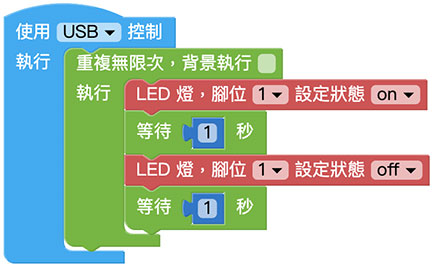 使用 USB 控制
執行 重複無限次，背景執行
執行 LED 燈，腳位 1 設定狀態 on
等待 1 秒
LED 燈，腳位 1 設定狀態 off
等待 1 秒